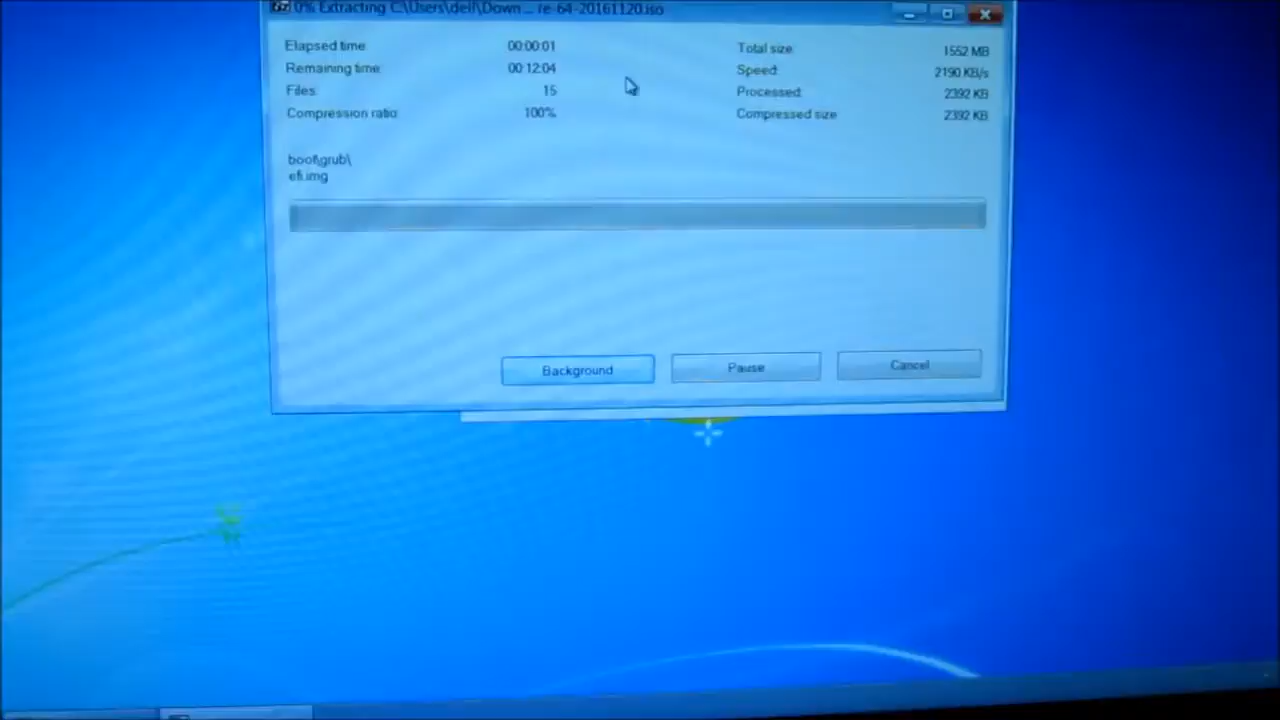 0% Extracting C:\Users\dell\Down ... re-64-20161120.iso
Elapsed time: 00:00:01 Total size: 1552 MB
Remaining time: 00:12:04 Speed: 2190 KB/s
Files: 15 Processed: 2392 KB
Compression ratio: 100% Compressed size: 2392 KB
boot\grub\
efi.img
Background Pause Cancel